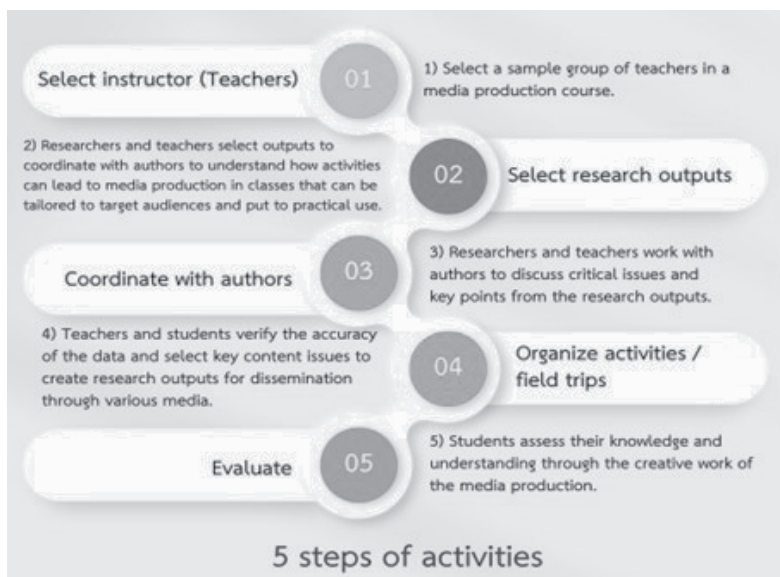 Select instructor (Teachers)
01
1) Select a sample group of teachers in a
media production course.
2) Researchers and teachers select outputs to
coordinate with authors to understand how activities
can lead to media production in classes that can be
tailored to target audiences and put to practical use.
02
Select research outputs
Coordinate with authors
03
3) Researchers and teachers work with
authors to discuss critical issues and
key points from the research outputs.
4) Teachers and students verify the accuracy
of the data and select key content issues to
create research outputs for dissemination
through various media.
04
Organize activities /
field trips
Evaluate
05
5) Students assess their knowledge and
understanding through the creative work of
the media production.
5 steps of activities